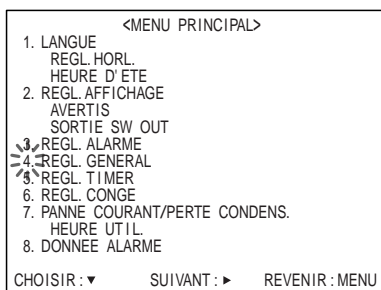 <MENU PRINCIPAL>
1. LANGUE
REGL. HORL.
HEURE D'ETE
2. REGL. AFFICHAGE
AVERTIS
SORTIE SW OUT
3. REGL. ALARME
4. REGL. GENERAL
5. REGL. TIMER
6. REGL. CONGE
7. PANNE COURANT/PERTE CONDENS.
HEURE UTIL.
8. DONNEE ALARME
CHOISIR : ▼ SUIVANT : ► REVENIR : MENU